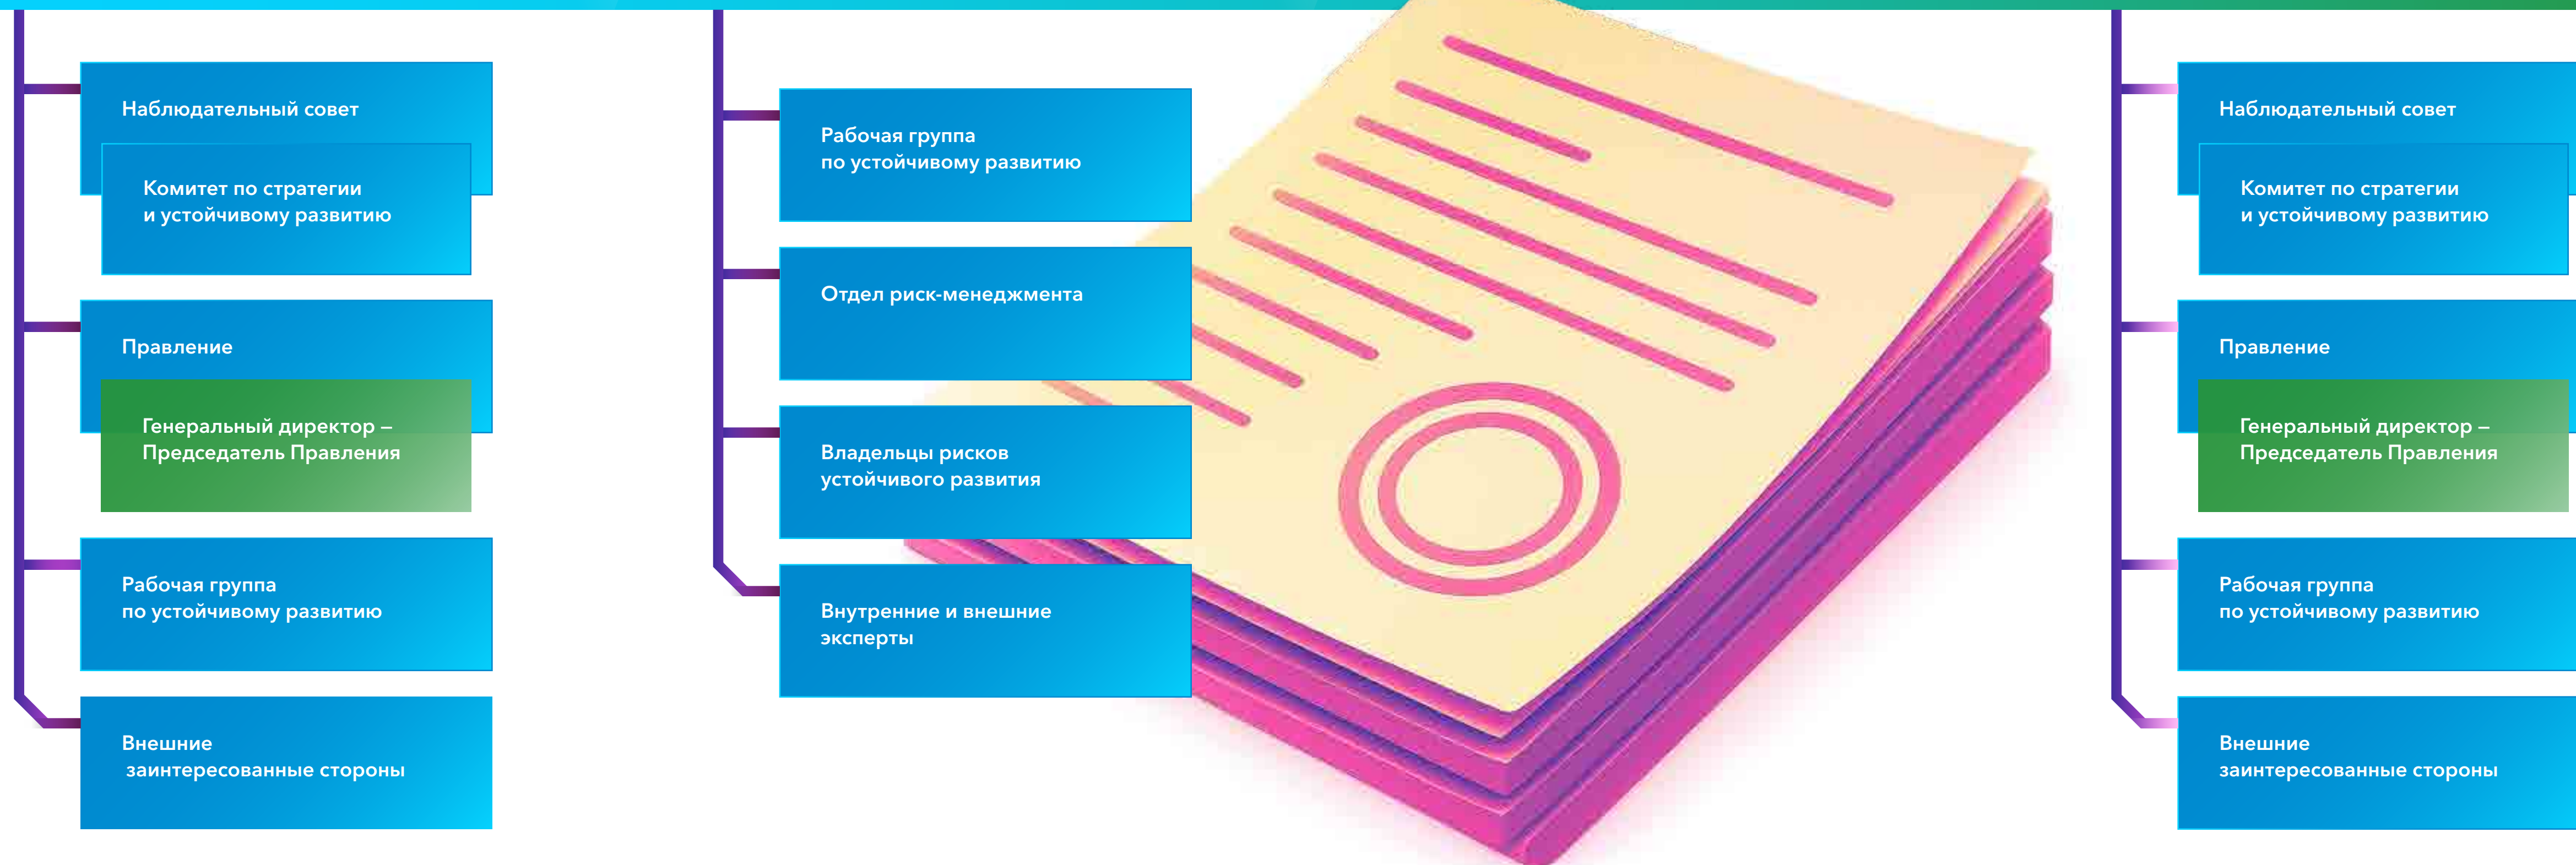 Наблюдательный совет
Комитет по стратегии
и устойчивому развитию
Правление
Генеральный директор –
Председатель Правления
Рабочая группа
по устойчивому развитию
Внешние
заинтересованные стороны
Рабочая группа
по устойчивому развитию
Отдел риск-менеджмента
Владельцы рисков
устойчивого развития
Внутренние и внешние
эксперты
Наблюдательный совет
Комитет по стратегии
и устойчивому развитию
Правление
Генеральный директор –
Председатель Правления
Рабочая группа
по устойчивому развитию
Внешние
заинтересованные стороны